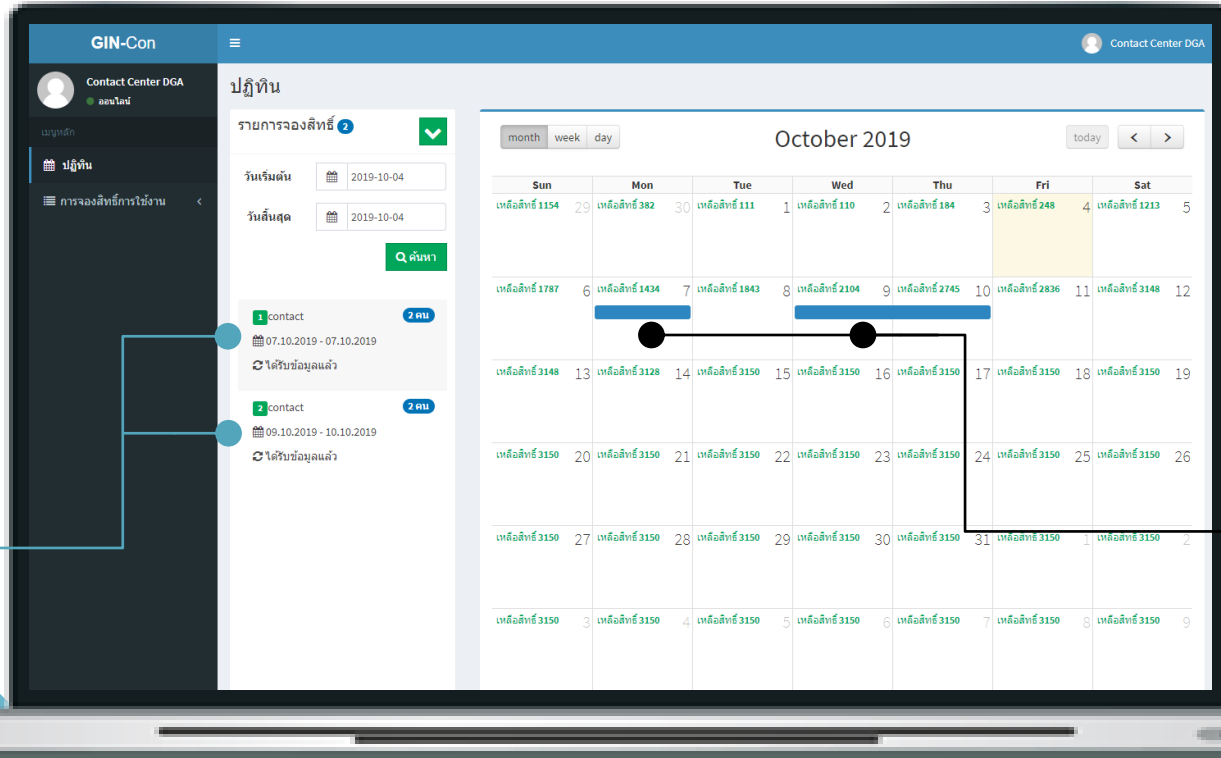 GIN-Con
Contact Center DGA
Contact Center DGA
ออนไลน์
เมนูหลัก
ปฏิทิน
การจองสิทธิ์การใช้งาน
ปฏิทิน
รายการจองสิทธิ์ 2
วันเริ่มต้น 2019-10-04
วันสิ้นสุด 2019-10-04
ค้นหา
1 contact 2 คน
07.10.2019 - 07.10.2019
ได้รับข้อมูลแล้ว
2 contact 2 คน
09.10.2019 - 10.10.2019
ได้รับข้อมูลแล้ว
month week day October 2019 today
Sun Mon Tue Wed Thu Fri Sat
เหลือสิทธิ์ 1154 29 เหลือสิทธิ์ 382 30 เหลือสิทธิ์ 111 1 เหลือสิทธิ์ 110 2 เหลือสิทธิ์ 184 3 เหลือสิทธิ์ 248 4 เหลือสิทธิ์ 1213 5
เหลือสิทธิ์ 1787 6 เหลือสิทธิ์ 1434 7 เหลือสิทธิ์ 1843 8 เหลือสิทธิ์ 2104 9 เหลือสิทธิ์ 2745 10 เหลือสิทธิ์ 2836 11 เหลือสิทธิ์ 3148 12
เหลือสิทธิ์ 3148 13 เหลือสิทธิ์ 3128 14 เหลือสิทธิ์ 3150 15 เหลือสิทธิ์ 3150 16 เหลือสิทธิ์ 3150 17 เหลือสิทธิ์ 3150 18 เหลือสิทธิ์ 3150 19
เหลือสิทธิ์ 3150 20 เหลือสิทธิ์ 3150 21 เหลือสิทธิ์ 3150 22 เหลือสิทธิ์ 3150 23 เหลือสิทธิ์ 3150 24 เหลือสิทธิ์ 3150 25 เหลือสิทธิ์ 3150 26
เหลือสิทธิ์ 3150 27 เหลือสิทธิ์ 3150 28 เหลือสิทธิ์ 3150 29 เหลือสิทธิ์ 3150 30 เหลือสิทธิ์ 3150 31 เหลือสิทธิ์ 3150 1 เหลือสิทธิ์ 3150 2
เหลือสิทธิ์ 3150 3 เหลือสิทธิ์ 3150 4 เหลือสิทธิ์ 3150 5 เหลือสิทธิ์ 3150 6 เหลือสิทธิ์ 3150 7 เหลือสิทธิ์ 3150 8 เหลือสิทธิ์ 3150 9